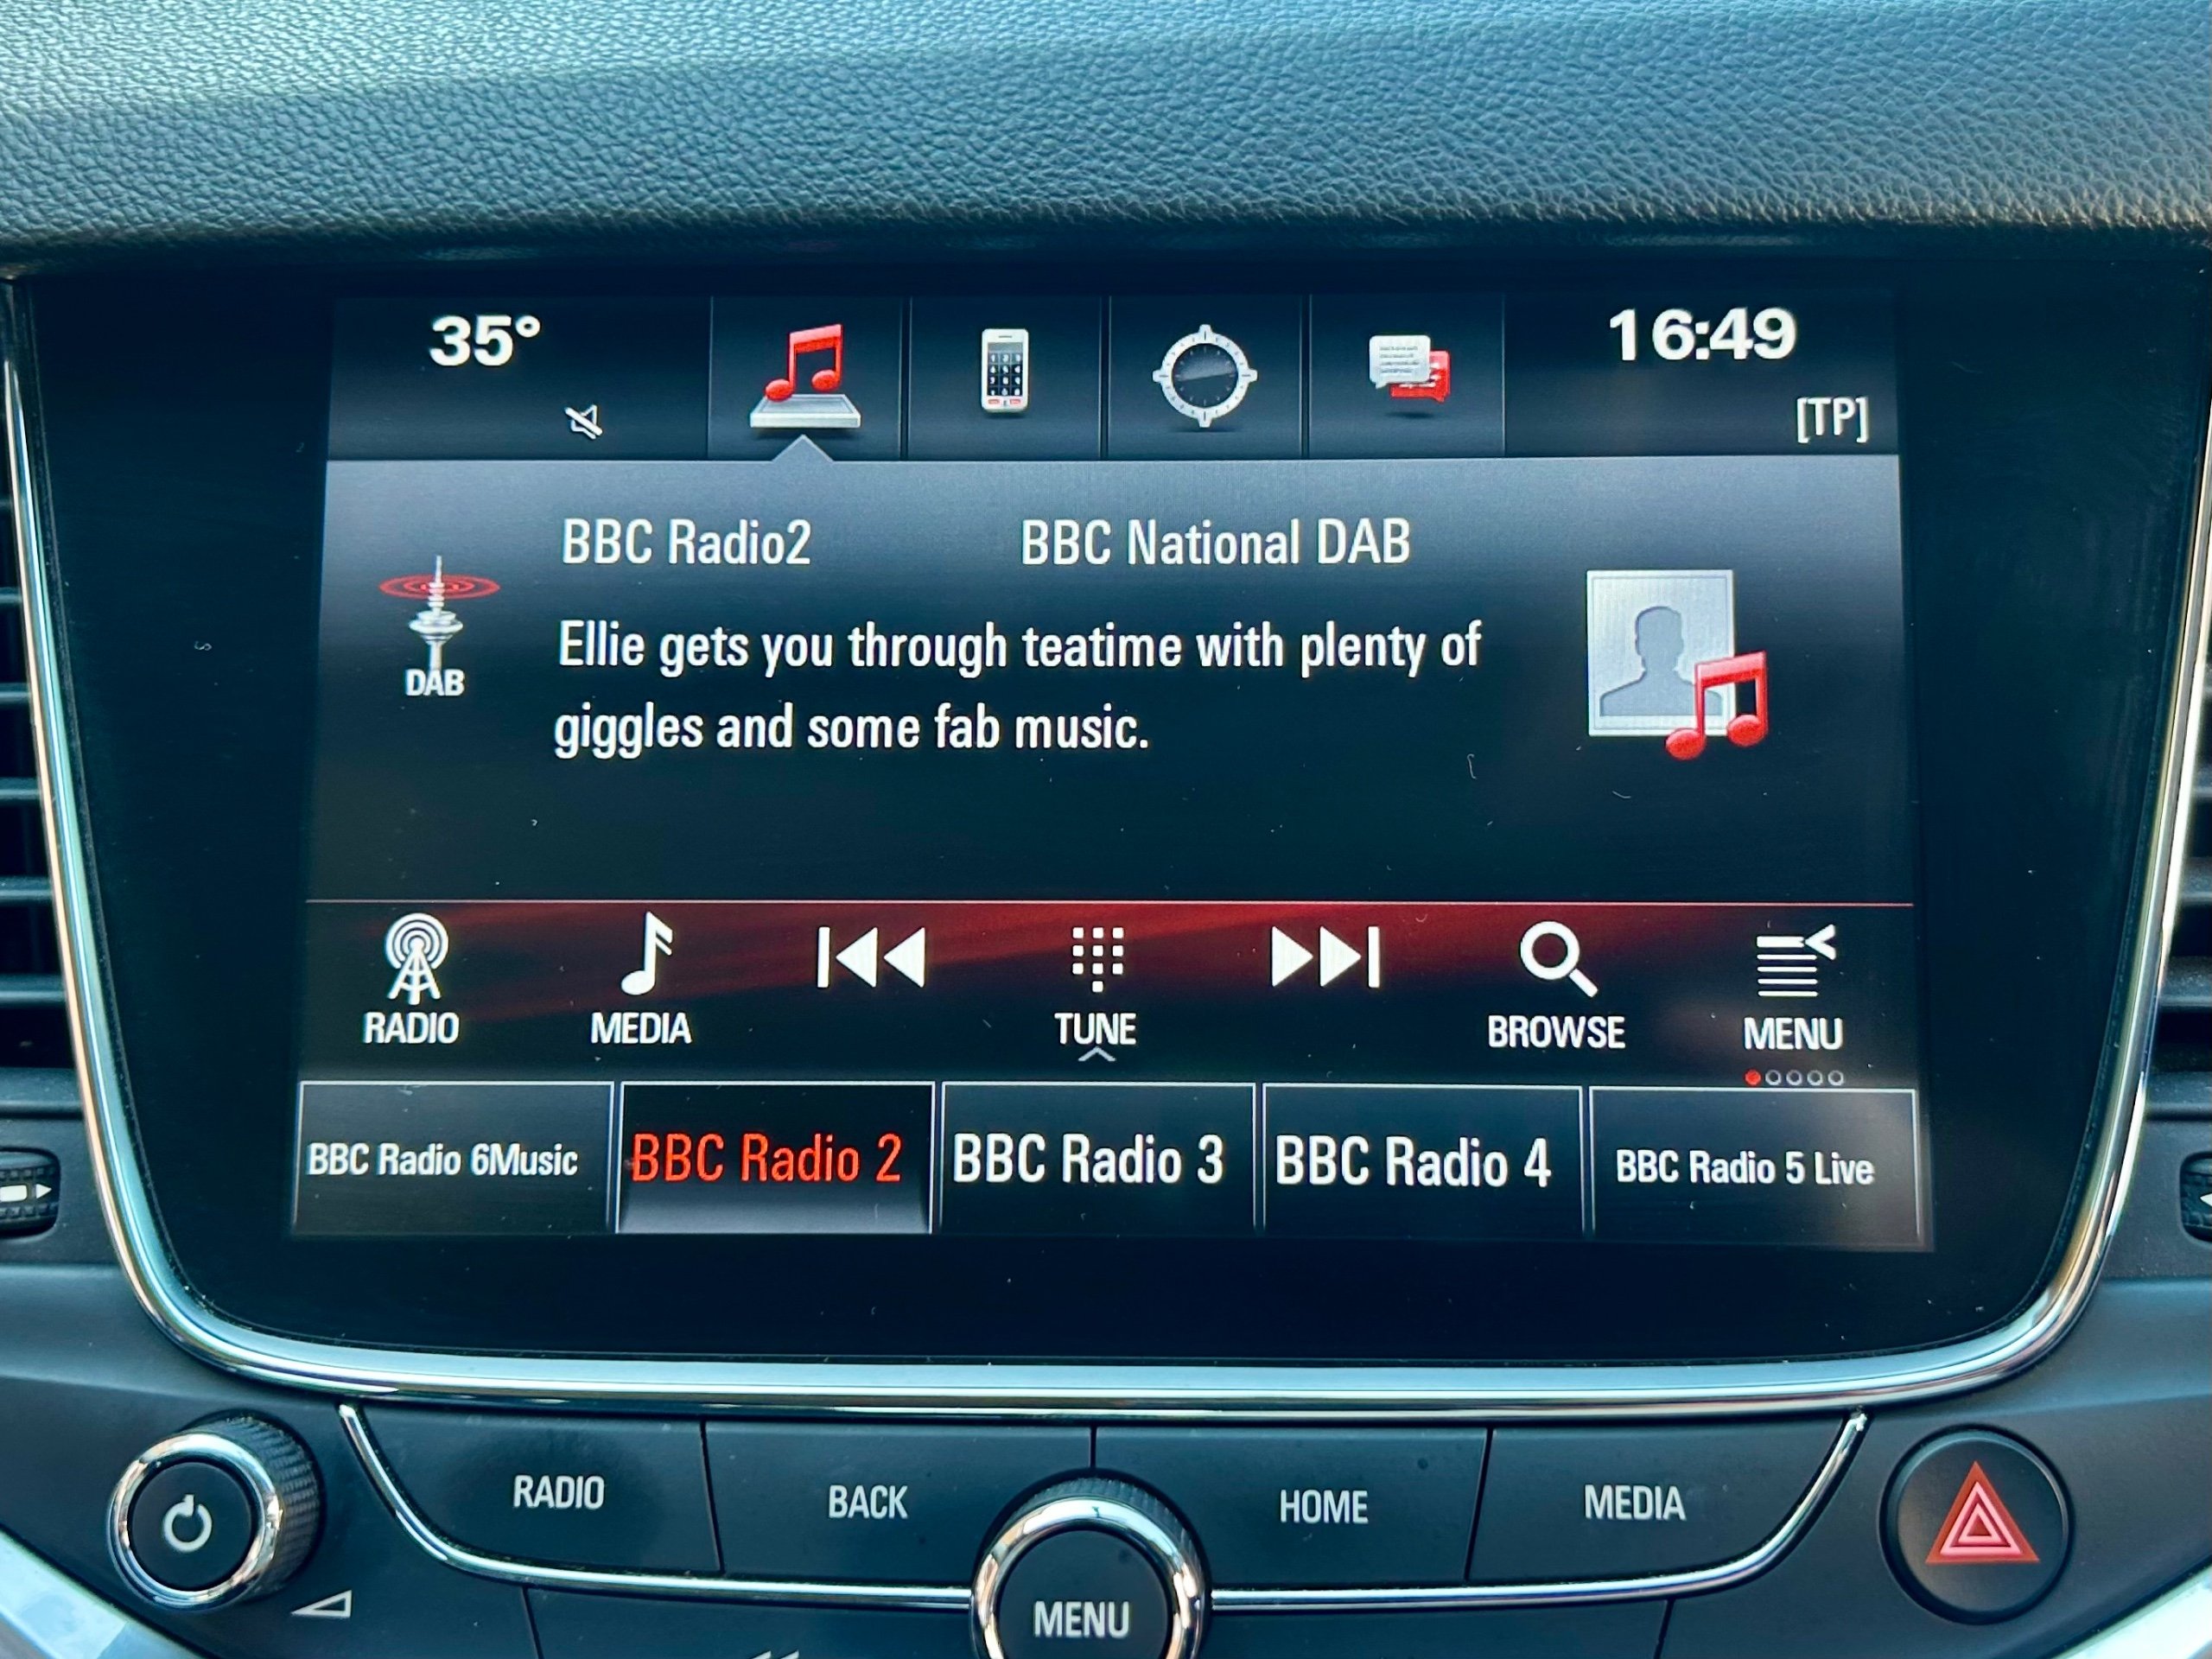 35°
16:49
[TP]
BBC Radio2 BBC National DAB
DAB
Ellie gets you through teatime with plenty of
giggles and some fab music.
RADIO MEDIA TUNE BROWSE MENU
BBC Radio 6Music BBC Radio 2 BBC Radio 3 BBC Radio 4 BBC Radio 5 Live
RADIO BACK HOME MEDIA
MENU